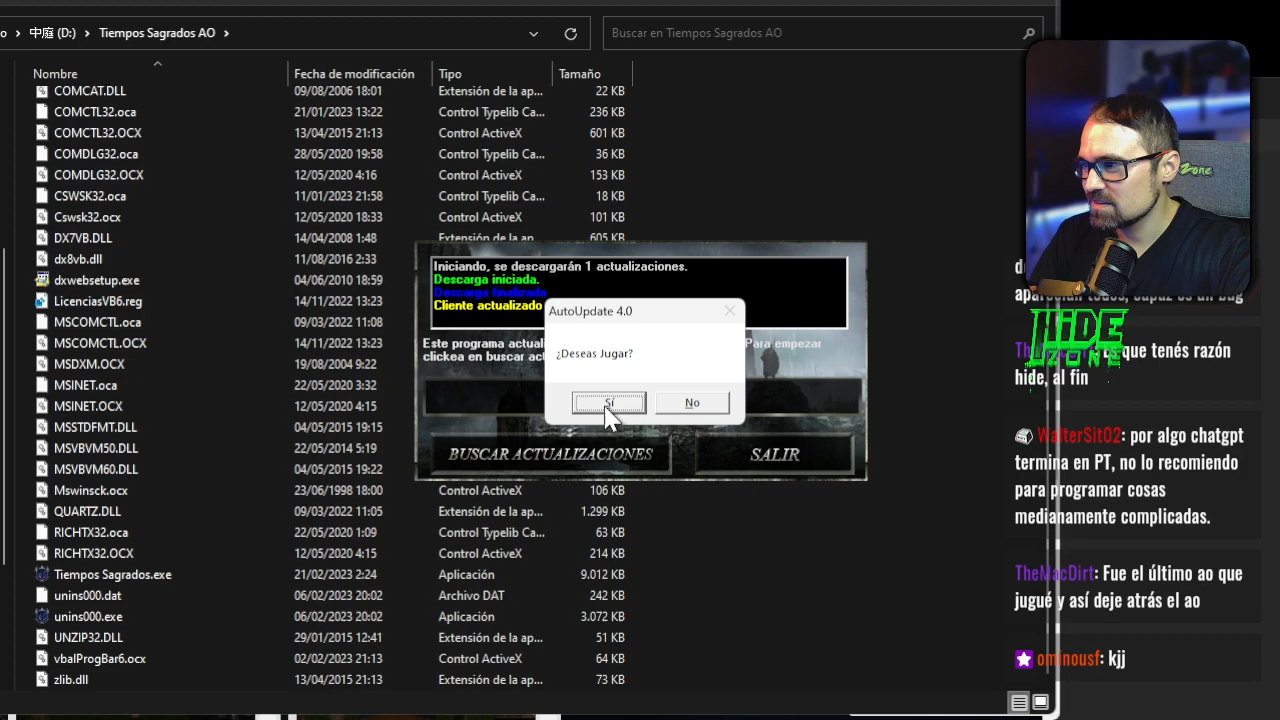 o › 中庭 (D:) › Tiempos Sagrados AO ›
Buscar en Tiempos Sagrados AO
Nombre Fecha de modificación Tipo Tamaño
COMCAT.DLL 09/08/2006 18:01 Extensión de la ap... 22 KB
COMCTL32.oca 21/01/2023 13:22 Control Typelib Ca... 236 KB
COMCTL32.OCX 13/04/2015 21:13 Control ActiveX 601 KB
COMDLG32.oca 28/05/2020 19:58 Control Typelib Ca... 36 KB
COMDLG32.OCX 12/05/2020 4:16 Control ActiveX 153 KB
CSWSK32.oca 11/01/2023 21:58 Control Typelib Ca... 18 KB
Cswsk32.ocx 12/05/2020 18:33 Control ActiveX 101 KB
DX7VB.DLL 14/04/2008 1:48 Extensión de la ap... 605 KB
dx8vb.dll 11/08/2016 2:33
dxwebsetup.exe 04/06/2010 18:59
LicenciasVB6.reg 14/11/2022 13:23
MSCOMCTL.oca 09/03/2022 11:08
MSCOMCTL.OCX 14/11/2022 13:23
MSDXM.OCX 19/08/2004 9:22
MSINET.oca 22/05/2020 3:32
MSINET.OCX 12/05/2020 4:15
MSSTDFMT.DLL 04/05/2015 19:15
MSVBVM50.DLL 22/05/2014 5:19
MSVBVM60.DLL 04/05/2015 19:22
Mswinsck.ocx 23/06/1998 18:00 Control ActiveX 106 KB
QUARTZ.DLL 09/03/2022 11:05 Extensión de la ap... 1.299 KB
RICHTX32.oca 22/05/2020 1:09 Control Typelib Ca... 63 KB
RICHTX32.OCX 12/05/2020 4:15 Control ActiveX 214 KB
Tiempos Sagrados.exe 21/02/2023 2:24 Aplicación 9.012 KB
unins000.dat 06/02/2023 20:02 Archivo DAT 242 KB
unins000.exe 06/02/2023 20:02 Aplicación 3.072 KB
UNZIP32.DLL 29/01/2015 12:41 Extensión de la ap... 51 KB
vbalProgBar6.ocx 02/02/2023 21:13 Control ActiveX 64 KB
zlib.dll 13/04/2015 21:13 Extensión de la ap... 73 KB
Iniciando, se descargarán 1 actualizaciones.
Descarga iniciada.
Descarga finalizada
Cliente actualizado
Este programa actual Para empezar
clickea en buscar act
AutoUpdate 4.0
¿Deseas Jugar?
Sí No
BUSCAR ACTUALIZACIONES SALIR
Zone
HIDE
ZONE
que tenés razón
hide, al fin
WalterSit02: por algo chatgpt
termina en PT, no lo recomiendo
para programar cosas
medianamente complicadas.
TheMacDirt: Fue el último ao que
jugué y así deje atrás el ao
ominousf: kjj